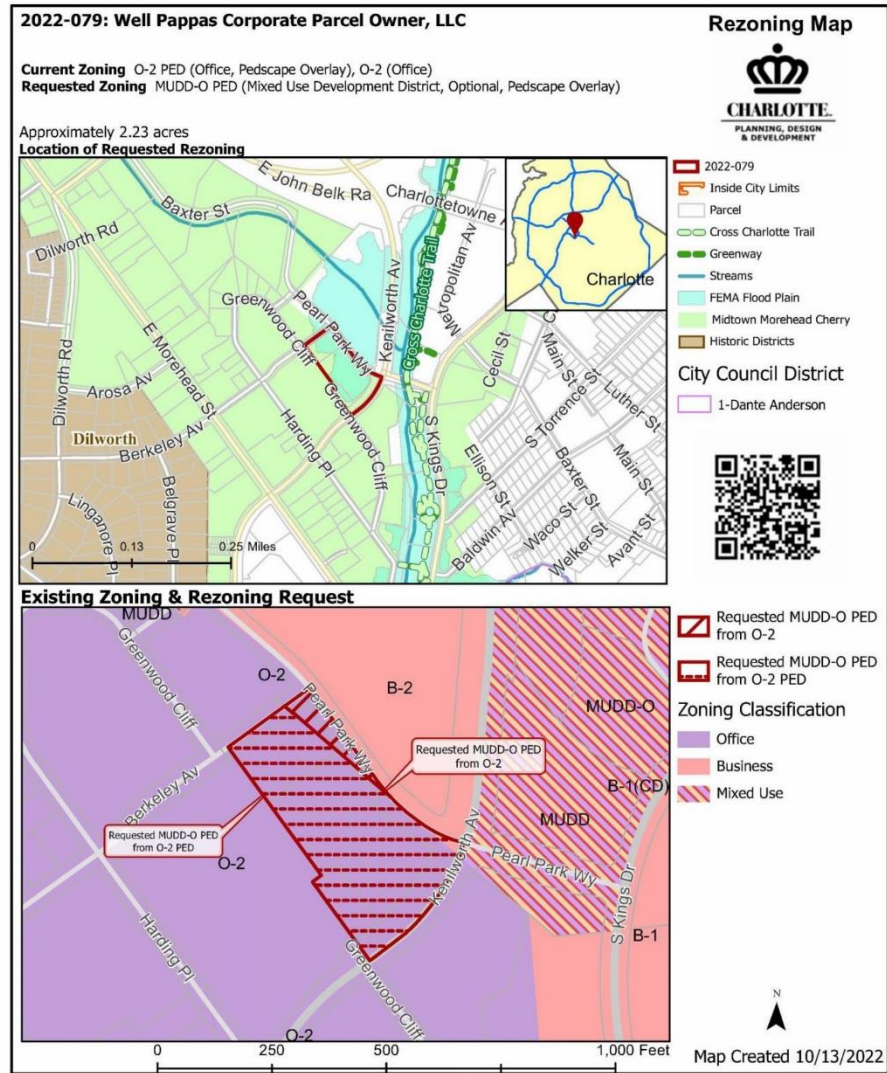 2022-079: Well Pappas Corporate Parcel Owner, LLC
Current Zoning O-2 PED (Office, Pedscape Overlay), O-2 (Office)
Requested Zoning MUDD-O PED (Mixed Use Development District, Optional, Pedscape Overlay)
Approximately 2.23 acres
Location of Requested Rezoning
Rezoning Map
CHARLOTTE™
PLANNING, DESIGN
& DEVELOPMENT
2022-079
Inside City Limits
Parcel
Cross Charlotte Trail
Greenway
Streams
FEMA Flood Plain
Midtown Morehead Cherry
Historic Districts
City Council District
1-Dante Anderson
E John Belk Ra
Charlottetowne A
Baxter St
Dilworth Rd
Greenwood Cliff
Pearl Park Wy
Kenilworth Av
Cross Charlotte Trail
Met
ropolitan Av
Charlotte
Cecil St
C
Main St
Luther St
S Torrence St
Dilworth Rd
Arosa Av
E Morehead St
Harding Pl
Greenwood Cliff
S Kings Dr
Ellison St
Baxter St
Main St
Dilworth
Berkeley Av
Belgrave Pl
Linganore Pl
Baldwin Av
Waco St
Welker St
Avant St
0 0.13 0.25 Miles
Existing Zoning & Rezoning Request
MUDD
Greenwood Cliff
O-2
Pearl Park Wy
B-2
MUDD-O
Requested MUDD-O PED
from O-2
B-1(CD)
MUDD
Berkeley Av
Requested MUDD-O PED
from O-2 PED
O-2
Kenilworth Av
Pearl Park Wy
S Kings Dr
B-1
Harding Pl
Greenwood Cliff
O-2
Requested MUDD-O PED
from O-2
Requested MUDD-O PED
from O-2 PED
Zoning Classification
Office
Business
Mixed Use
N
0 250 500 1,000 Feet
Map Created 10/13/2022